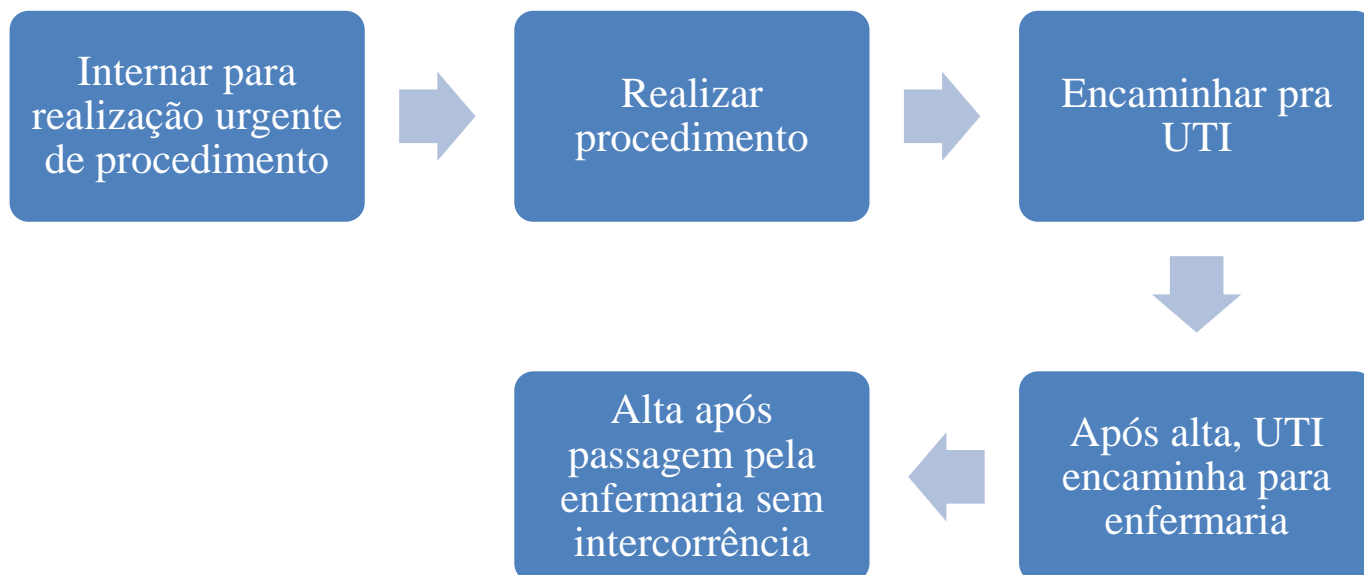 Internar para
realização urgente
de procedimento
Realizar
procedimento
Encaminhar pra
UTI
Após alta, UTI
encaminha para
enfermaria
Alta após
passagem pela
enfermaria sem
intercorrência